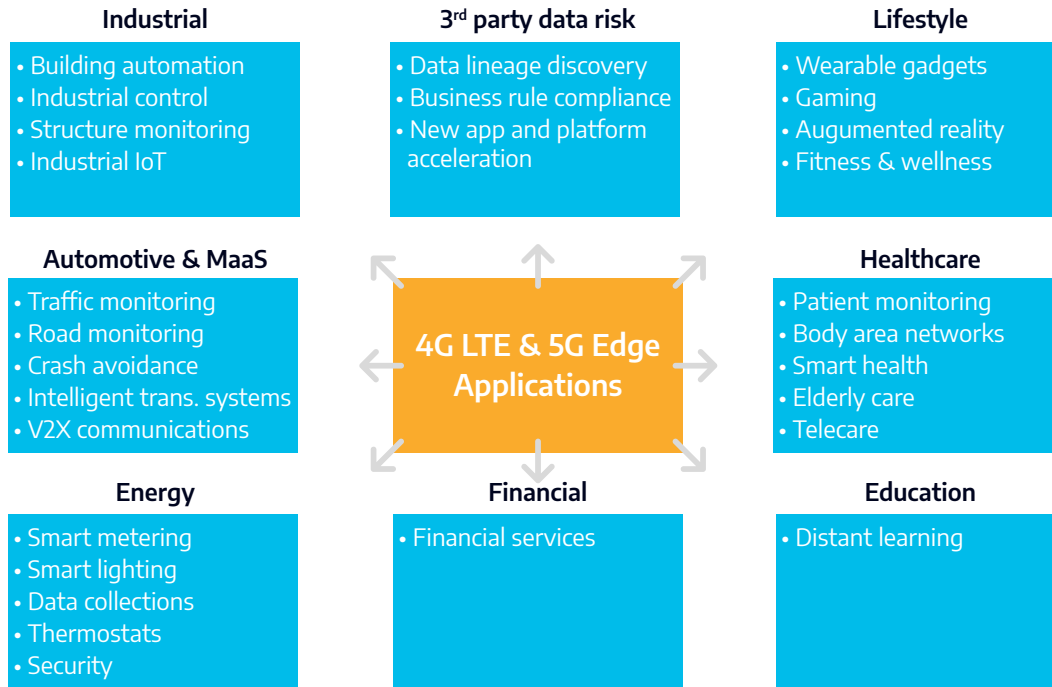 Industrial
• Building automation
• Industrial control
• Structure monitoring
• Industrial IoT
3rd party data risk
• Data lineage discovery
• Business rule compliance
• New app and platform
acceleration
Lifestyle
• Wearable gadgets
• Gaming
• Augumented reality
• Fitness & wellness
Automotive & MaaS
• Traffic monitoring
• Road monitoring
• Crash avoidance
• Intelligent trans. systems
• V2X communications
4G LTE & 5G Edge
Applications
Healthcare
• Patient monitoring
• Body area networks
• Smart health
• Elderly care
• Telecare
Energy
• Smart metering
• Smart lighting
• Data collections
• Thermostats
• Security
Financial
• Financial services
Education
• Distant learning